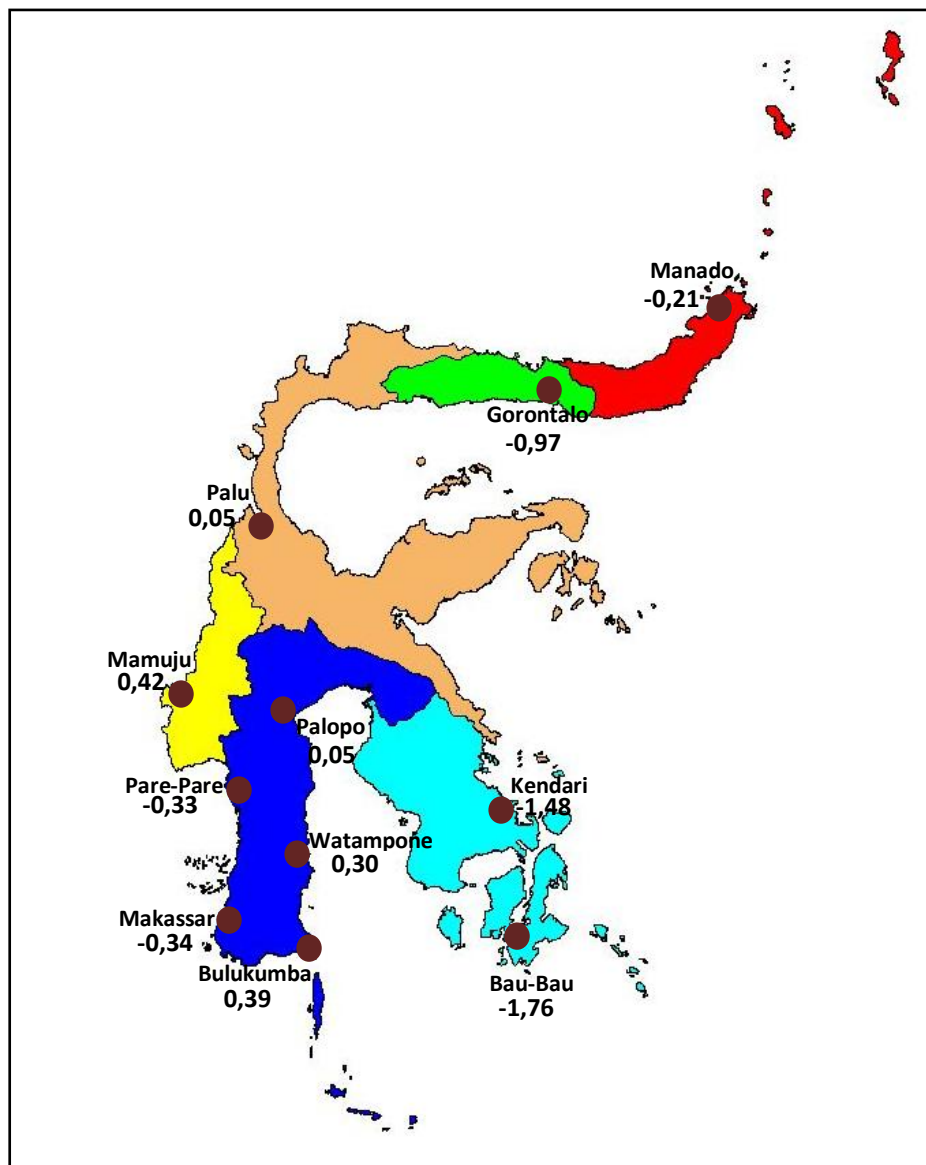 Manado
-0,21
Gorontalo
-0,97
Palu
0,05
Mamuju
0,42
Palopo
0,05
Pare-Pare
-0,33
Kendari
-1,48
Watampone
0,30
Makassar
-0,34
Bulukumba
0,39
Bau-Bau
-1,76